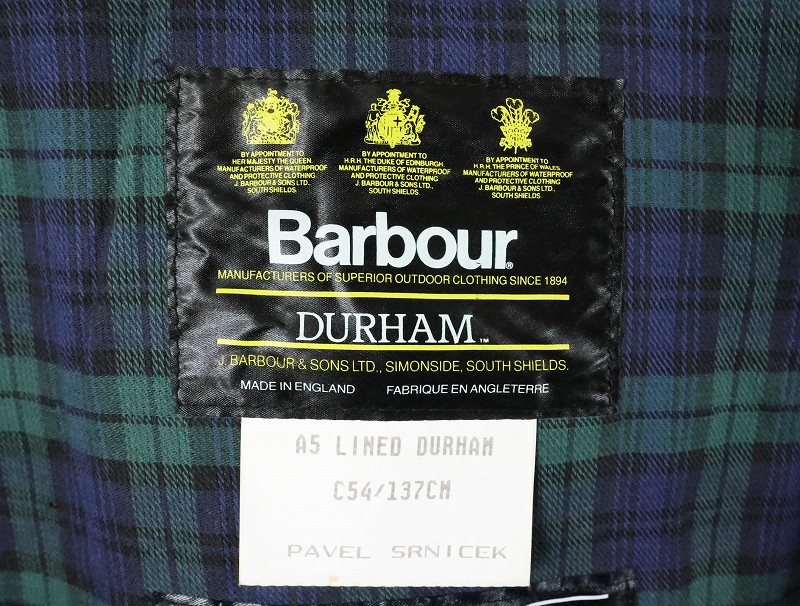 BY APPOINTMENT TO
HER MAJESTY THE QUEEN.
MANUFACTURERS OF WATERPROOF
AND PROTECTIVE CLOTHING
J. BARBOUR & SONS LTD.,
SOUTH SHIELDS.
BY APPOINTMENT TO
H.R.H. THE DUKE OF EDINBURGH.
MANUFACTURERS OF WATERPROOF
AND PROTECTIVE CLOTHING
J. BARBOUR & SONS LTD.,
SOUTH SHIELDS.
BY APPOINTMENT TO
H.R.H. THE PRINCE OF WALES.
MANUFACTURERS OF WATERPROOF
AND PROTECTIVE CLOTHING
J. BARBOUR & SONS LTD.,
SOUTH SHIELDS.
Barbour®
MANUFACTURERS OF SUPERIOR OUTDOOR CLOTHING SINCE 1894
DURHAM™
J. BARBOUR & SONS LTD., SIMONSIDE, SOUTH SHIELDS.
MADE IN ENGLAND FABRIQUE EN ANGLETERRE
A5 LINED DURHAM
C54/137CM
PAVEL SRNICEK